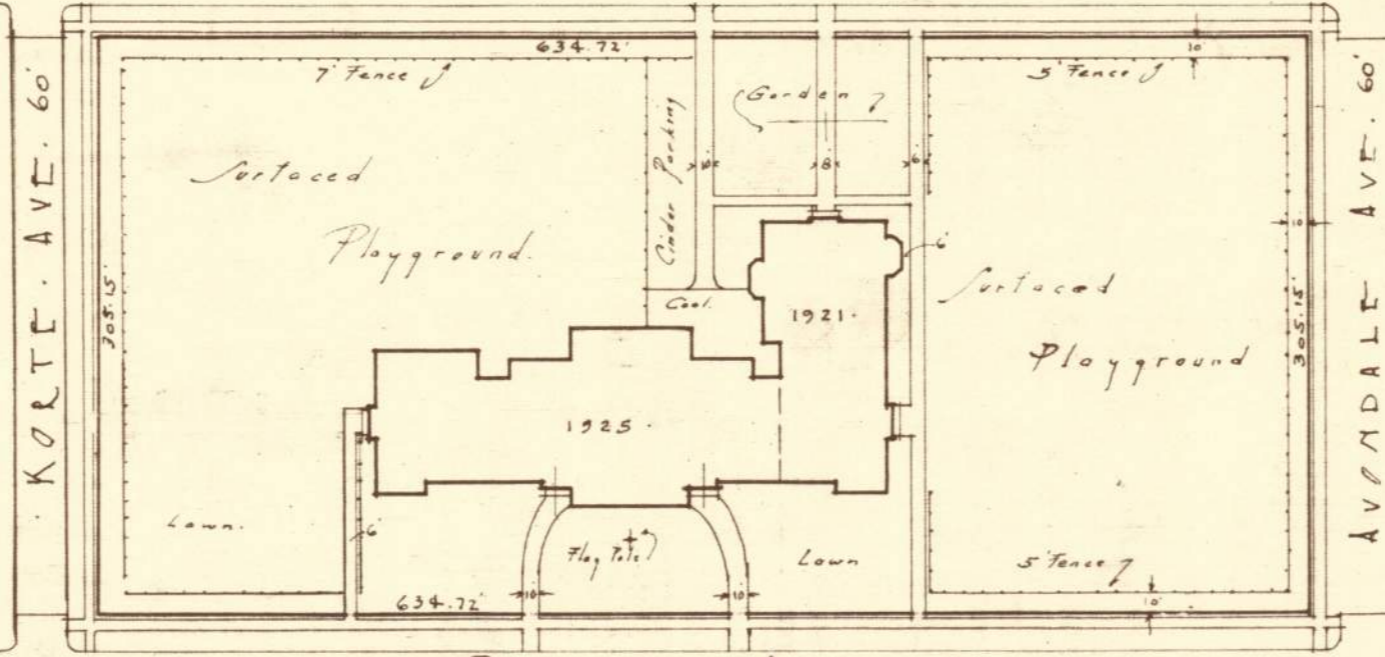 634.72'
10'
7' Fence
5' Fence
KORTE. AVE. 60'
AVONDALE AVE. 60'
Garden
Cinder Parking
8'
6'
Surfaced
Playground.
10'
6'
305.15'
Surfaced
Playground
305.15'
Cool.
1921.
1925.
Lawn.
6'
Flag Pole
Lawn
5' Fence
634.72'
10'
10'
10'